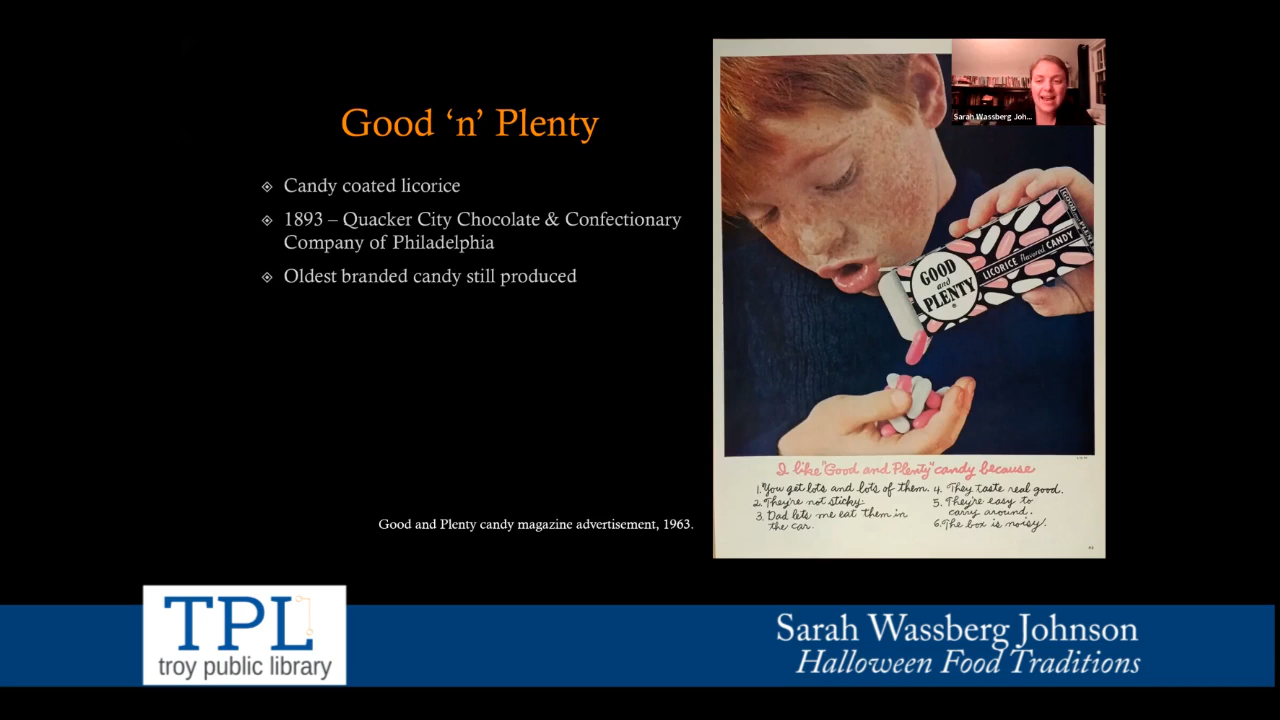 Good ‘n’ Plenty
Candy coated licorice
1893 – Quacker City Chocolate & Confectionary
Company of Philadelphia
Oldest branded candy still produced
Good and Plenty candy magazine advertisement, 1963.
Sarah Wassberg Joh...
GOOD
and
PLENTY
LICORICE flavored CANDY
GOOD and PLENTY
I like "Good and Plenty" candy because
1. You get lots and lots of them.
2. They're not sticky.
3. Dad lets me eat them in
the car.
4. They taste real good.
5. They're easy to
carry around.
6. The box is noisy!
TPL
troy public library
Sarah Wassberg Johnson
Halloween Food Traditions